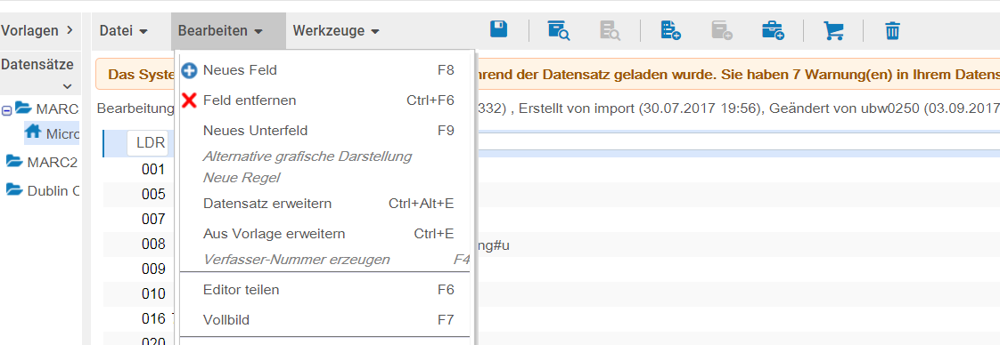 Vorlagen Datei Bearbeiten Werkzeuge
Datensätze
MARC
Micro
MARC2
Dublin
Das hrend der Datensatz geladen wurde. Sie haben 7 Warnung(en) in Ihrem Datens
Bearbeitung 332) , Erstellt von import (30.07.2017 19:56), Geändert von ubw0250 (03.09.2017
LDR
001
005
007
008 ng#u
009
010
016
020
Neues Feld F8
Feld entfernen Ctrl+F6
Neues Unterfeld F9
Alternative grafische Darstellung
Neue Regel
Datensatz erweitern Ctrl+Alt+E
Aus Vorlage erweitern Ctrl+E
Verfasser-Nummer erzeugen F4
Editor teilen F6
Vollbild F7